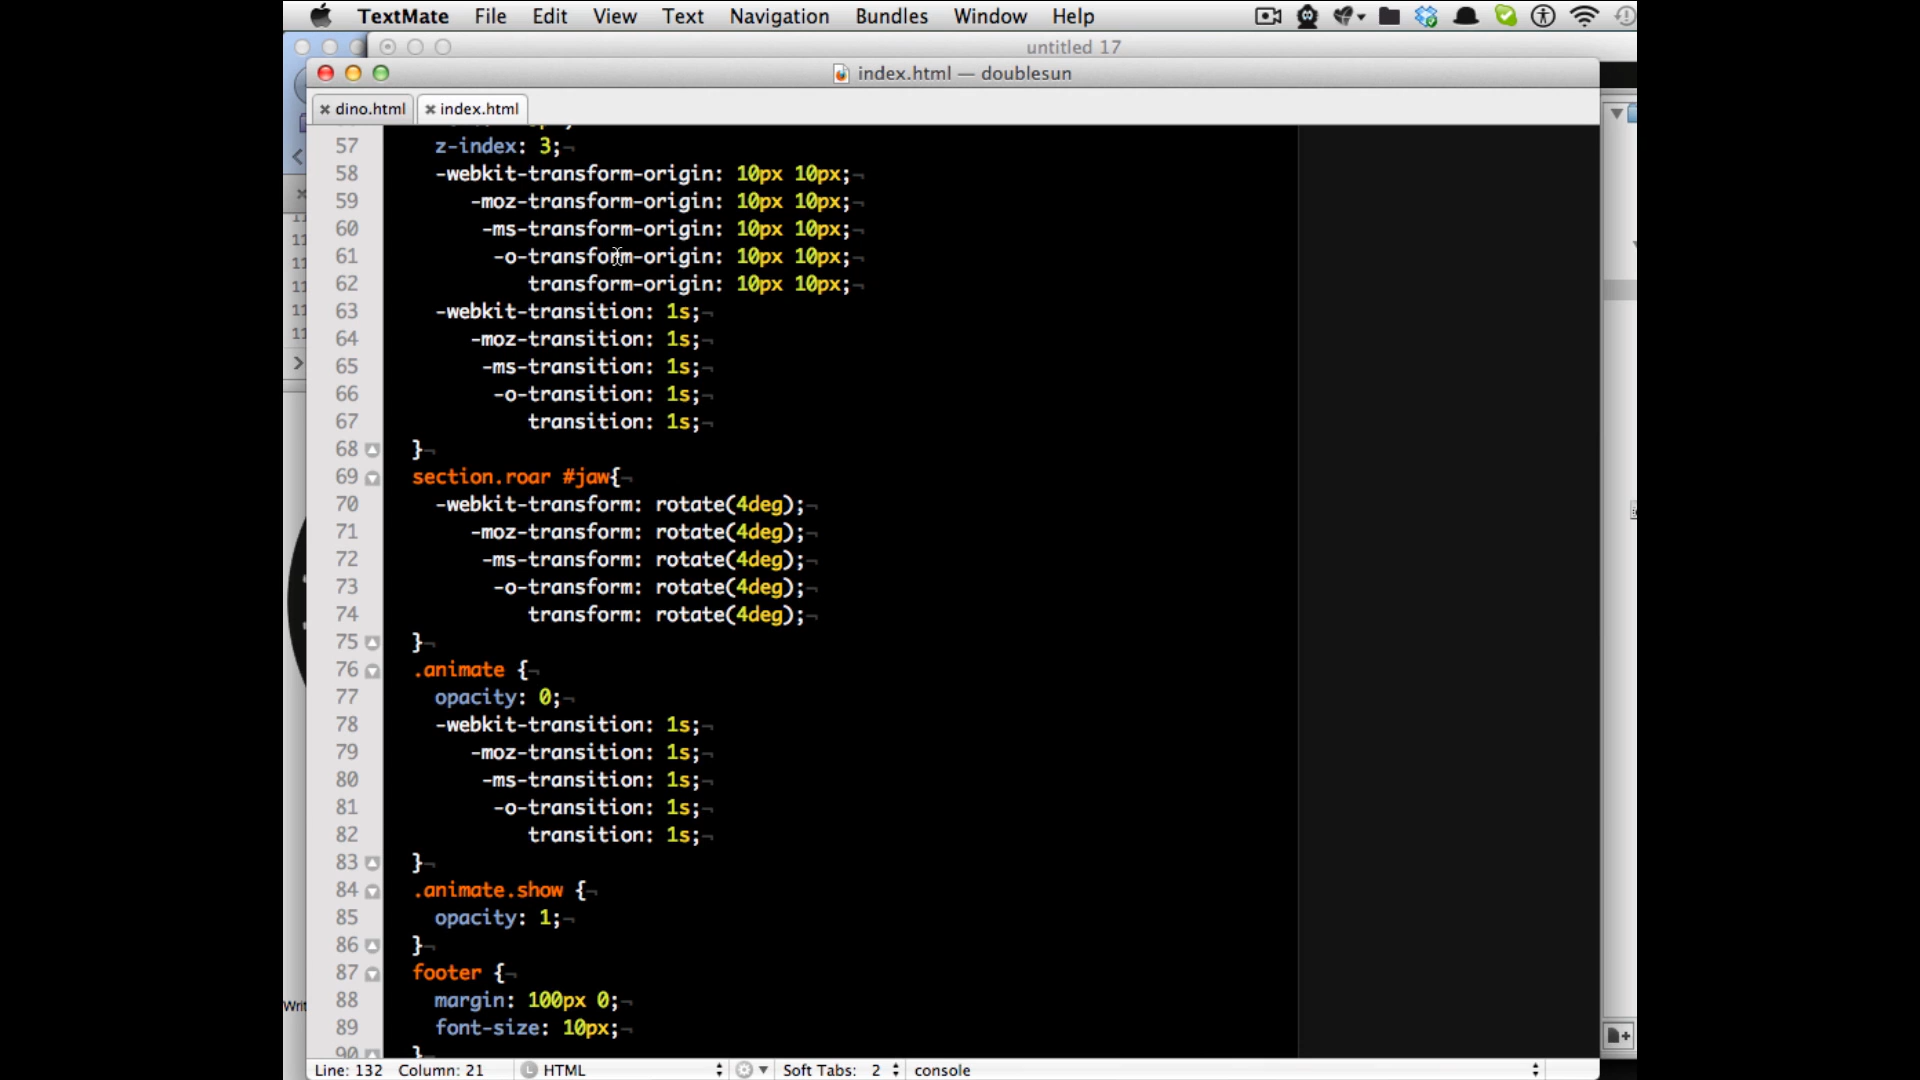 TextMate File Edit View Text Navigation Bundles Window Help
untitled 17
index.html — doublesun
dino.html index.html
57 z-index: 3;¬
58 -webkit-transform-origin: 10px 10px;¬
59 -moz-transform-origin: 10px 10px;¬
60 -ms-transform-origin: 10px 10px;¬
61 -o-transform-origin: 10px 10px;¬
62 transform-origin: 10px 10px;¬
63 -webkit-transition: 1s;¬
64 -moz-transition: 1s;¬
65 -ms-transition: 1s;¬
66 -o-transition: 1s;¬
67 transition: 1s;¬
68 }¬
69 section.roar #jaw{¬
70 -webkit-transform: rotate(4deg);¬
71 -moz-transform: rotate(4deg);¬
72 -ms-transform: rotate(4deg);¬
73 -o-transform: rotate(4deg);¬
74 transform: rotate(4deg);¬
75 }¬
76 .animate {¬
77 opacity: 0;¬
78 -webkit-transition: 1s;¬
79 -moz-transition: 1s;¬
80 -ms-transition: 1s;¬
81 -o-transition: 1s;¬
82 transition: 1s;¬
83 }¬
84 .animate.show {¬
85 opacity: 1;¬
86 }¬
87 footer {¬
88 margin: 100px 0;¬
89 font-size: 10px;¬
90 }
Writ
Line: 132 Column: 21 L HTML Soft Tabs: 2 console